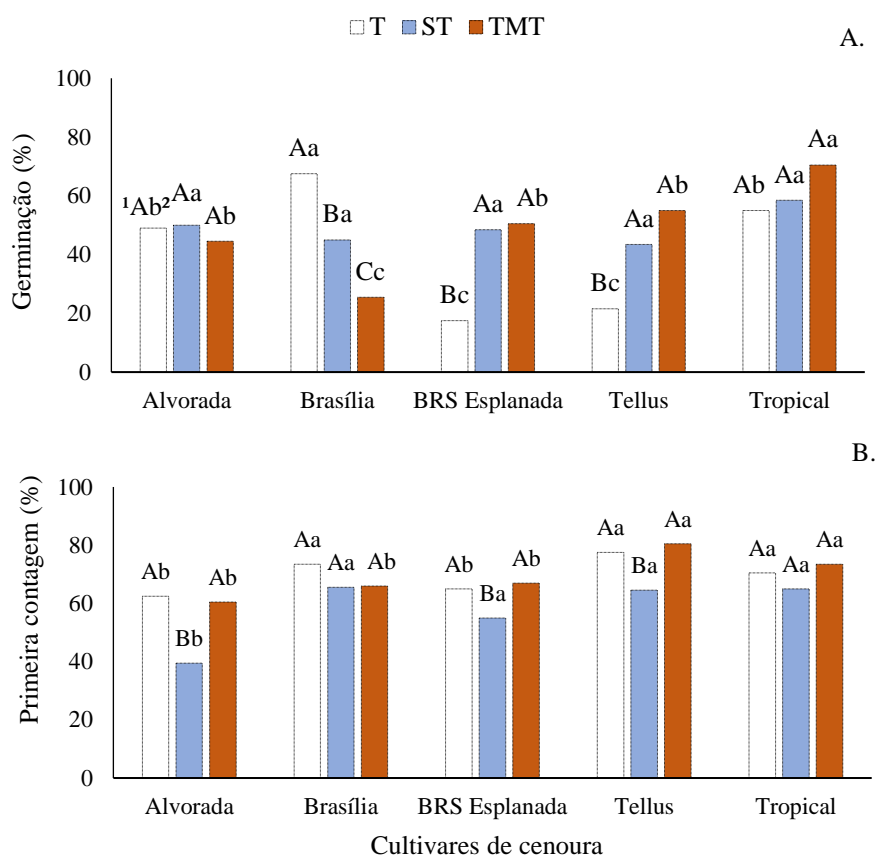 T ST TMT
A.
Germinação (%)
100
80
60
40
20
0
¹Ab² Aa Ab
Aa Ba Cc
Bc Aa Ab
Bc Aa Ab
Ab Aa Aa
Alvorada Brasília BRS Esplanada Tellus Tropical
B.
Primeira contagem (%)
100
80
60
40
20
0
Ab Bb Ab
Aa Aa Ab
Ab Ba Ab
Aa Ba Aa
Aa Aa Aa
Alvorada Brasília BRS Esplanada Tellus Tropical
Cultivares de cenoura